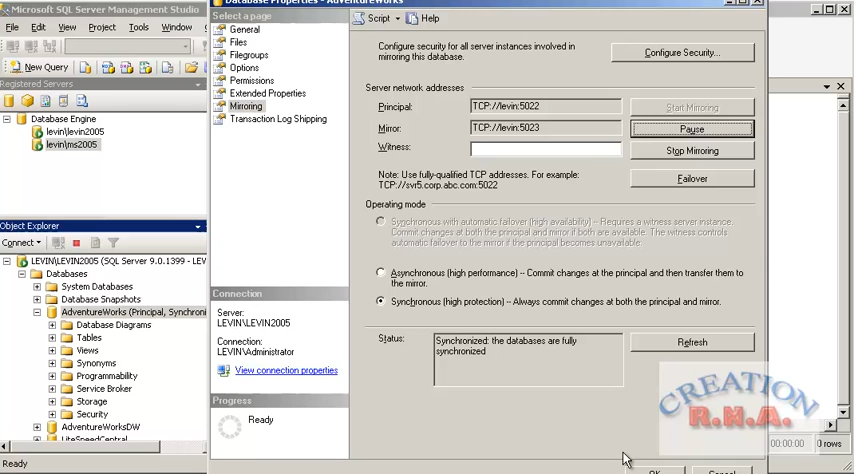 Microsoft SQL Server Management Studio
File Edit View Tools Window
New Query
Registered Servers
Database Engine
levin\levin2005
levin\ms2005
Object Explorer
Connect
LEVIN\LEVIN2005 (SQL Server 9.0.1399 - LEV
Databases
System Databases
Database Snapshots
AdventureWorks (Principal, Synchroni
Database Diagrams
Tables
Views
Synonyms
Programmability
Service Broker
Storage
Security
AdventureWorksDW
LiteSpeedCentral
Ready
Database Properties - AdventureWorks
Select a page
General
Files
Filegroups
Options
Permissions
Extended Properties
Mirroring
Transaction Log Shipping
Connection
Server:
LEVIN\LEVIN2005
Connection:
LEVIN\Administrator
View connection properties
Progress
Ready
Script Help
Configure security for all server instances involved in
mirroring this database.
Configure Security...
Server network addresses
Principal: TCP://levin:5022 Start Mirroring
Mirror: TCP://levin:5023 Pause
Witness: Stop Mirroring
Note: Use fully-qualified TCP addresses. For example:
TCP://svr5.corp.abc.com:5022
Failover
Operating mode
Synchronous with automatic failover (high availability) -- Requires a witness server instance.
Commit changes at both the principal and mirror if both are available. The witness controls
automatic failover to the mirror if the principal becomes unavailable.
Asynchronous (high performance) -- Commit changes at the principal and then transfer them to
the mirror.
Synchronous (high protection) -- Always commit changes at both the principal and mirror.
Status: Synchronized: the databases are fully
synchronized
Refresh
CREATION
R.N.A.
00:00:00 0 rows
OK Cancel